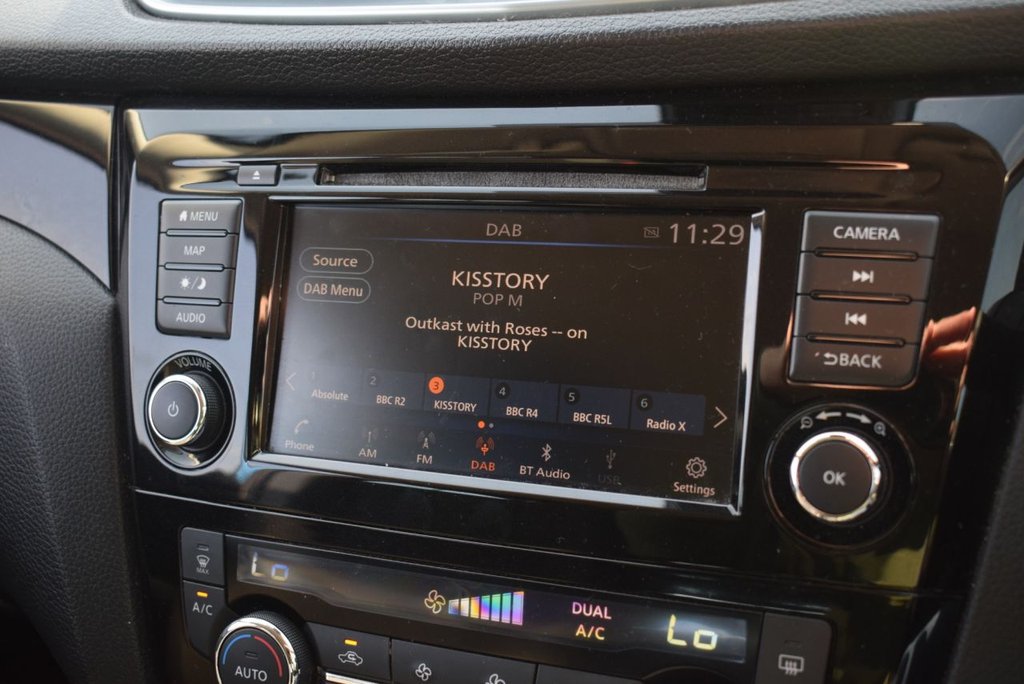 DAB
11:29
MENU
MAP
AUDIO
VOLUME
Source
DAB Menu
KISSTORY
POP M
Outkast with Roses -- on
KISSTORY
1 Absolute
2 BBC R2
3 KISSTORY
4 BBC R4
5 BBC R5L
6 Radio X
Phone
AM
FM
DAB
BT Audio
USB
Settings
CAMERA
BACK
OK
MAX
A/C
Lo
DUAL
A/C
Lo
AUTO